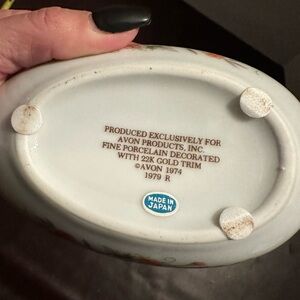 PRODUCED EXCLUSIVELY FOR
AVON PRODUCTS, INC.
FINE PORCELAIN DECORATED
WITH 22K GOLD TRIM
©AVON 1974
1979 R
MADE IN
JAPAN